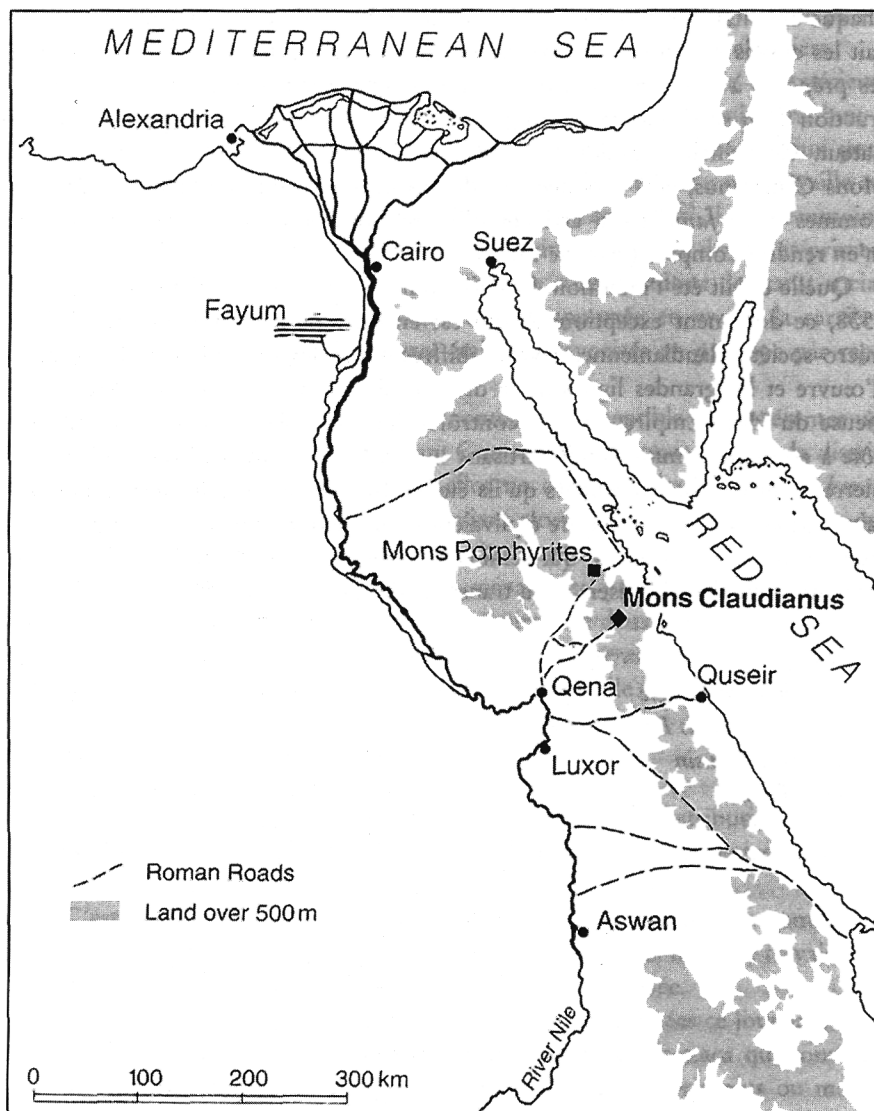 MEDITERRANEAN SEA
Alexandria
Cairo
Suez
Fayum
RED SEA
Mons Porphyrites
Mons Claudianus
Qena
Quseir
Luxor
Roman Roads
Land over 500m
Aswan
River Nile
0 100 200 300 km